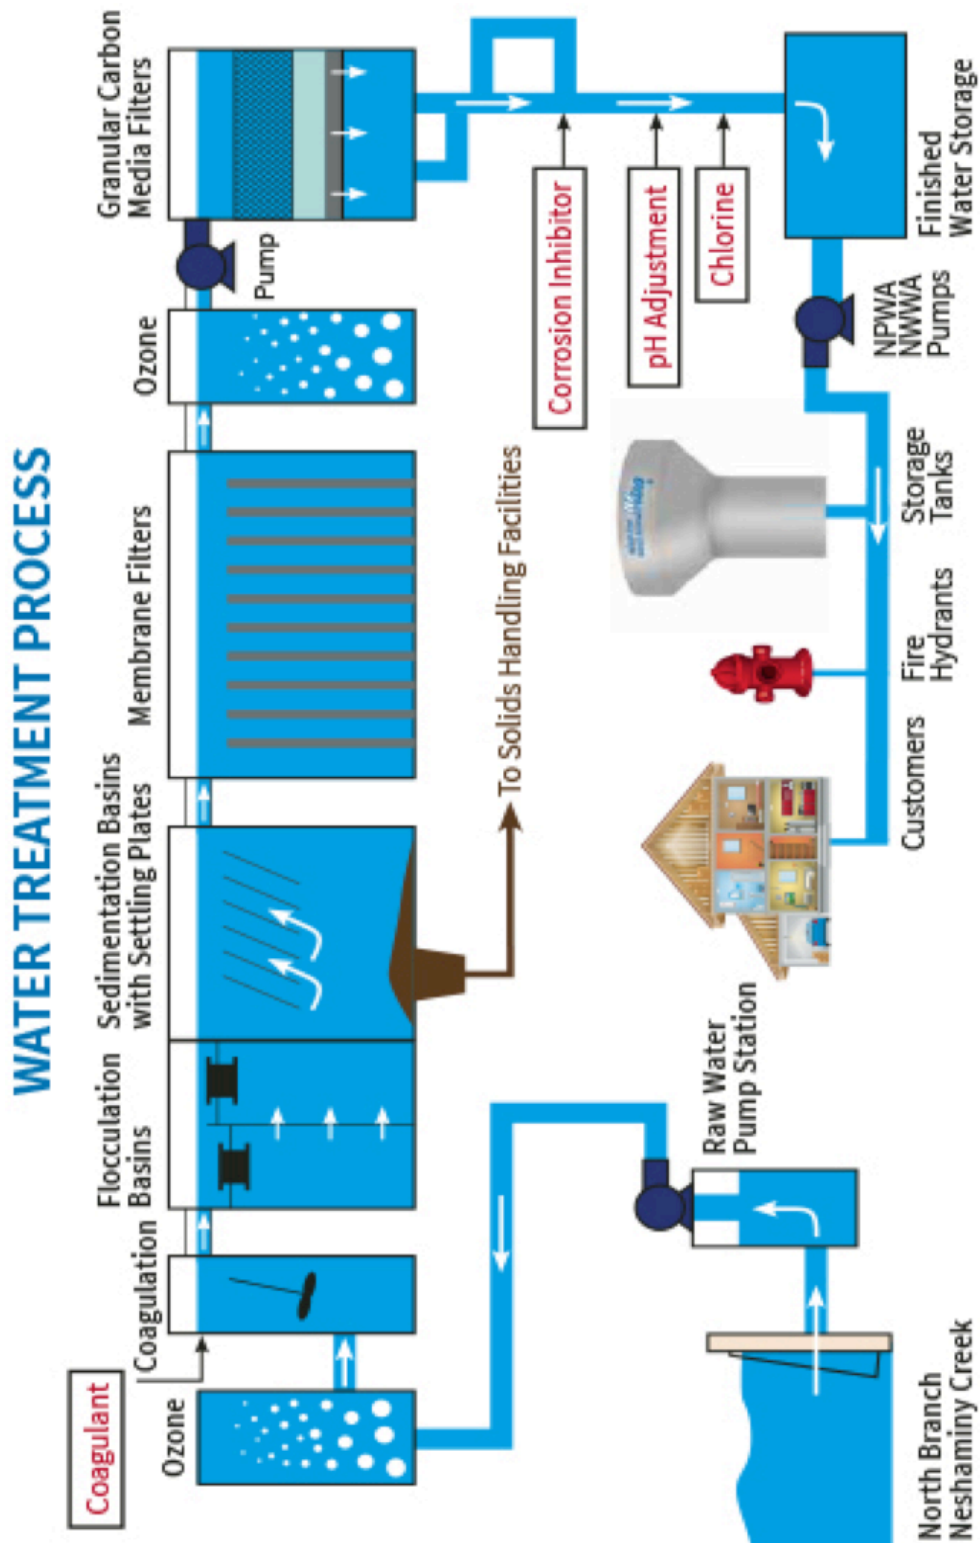 WATER TREATMENT PROCESS
Coagulant
Ozone
Coagulation
Flocculation
Basins
Sedimentation Basins
with Settling Plates
Membrane Filters
Ozone
Pump
Granular Carbon
Media Filters
To Solids Handling Facilities
Corrosion Inhibitor
pH Adjustment
Chlorine
North Branch
Neshaminy Creek
Raw Water
Pump Station
Customers
Fire
Hydrants
Storage
Tanks
NPWA
NWWA
Pumps
Finished
Water Storage